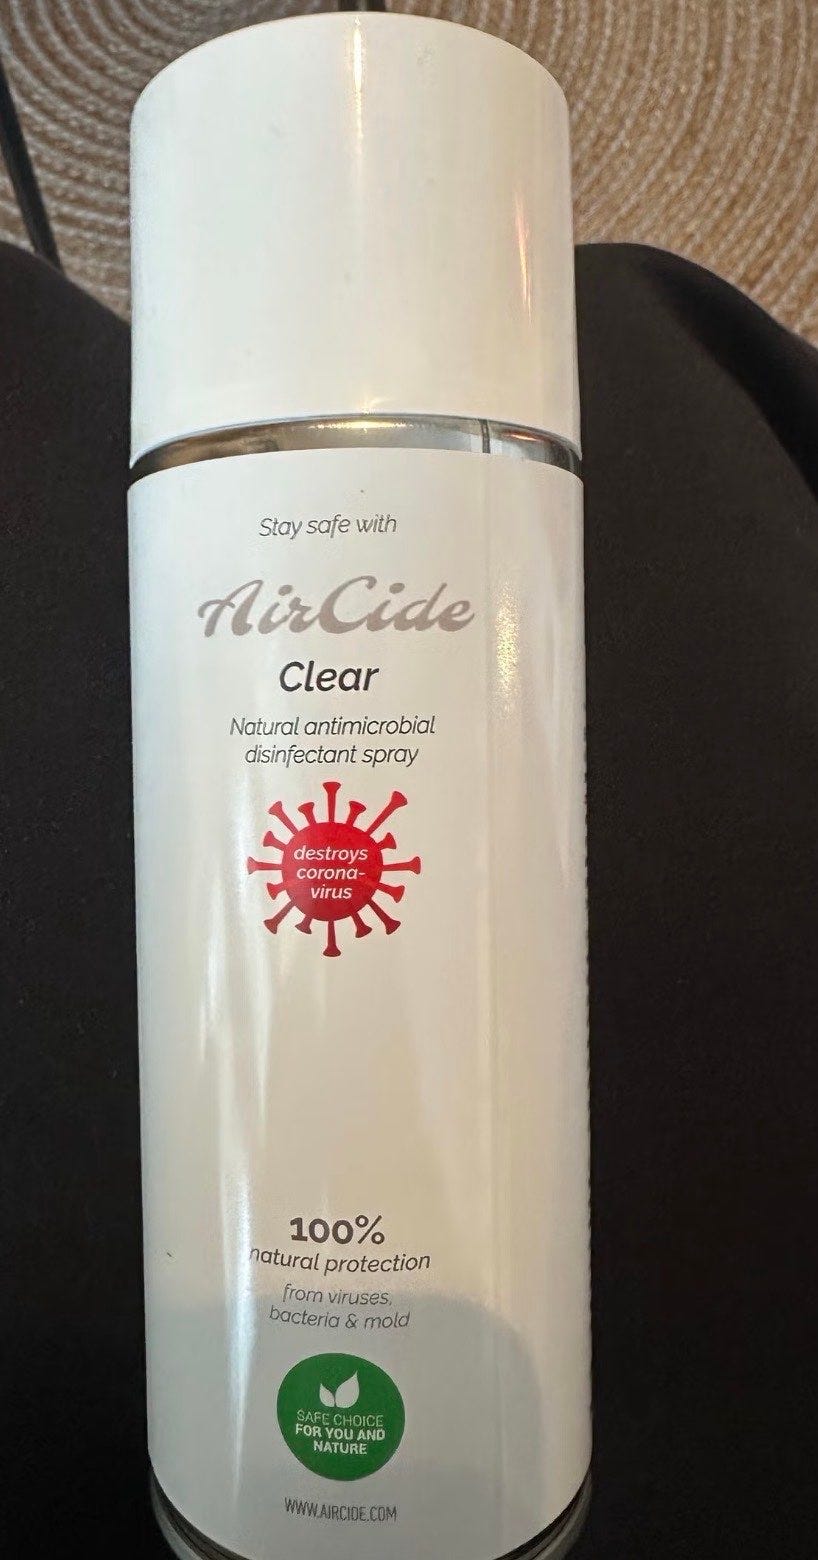 Stay safe with
AirCide
Clear
Natural antimicrobial
disinfectant spray
destroys
corona-
virus
100%
natural protection
from viruses,
bacteria & mold
SAFE CHOICE
FOR YOU AND
NATURE
WWW.AIRCIDE.COM